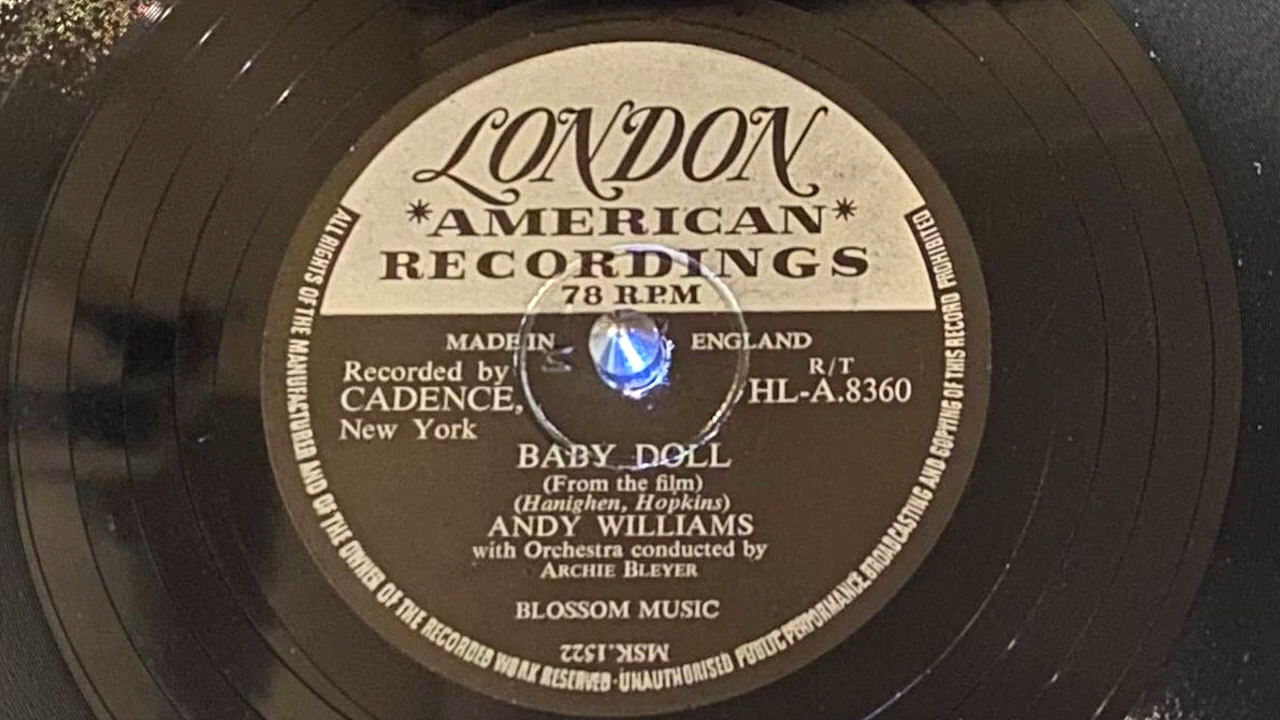 LONDON
*AMERICAN*
RECORDINGS
78 R.P.M
MADE IN ENGLAND
Recorded by
CADENCE,
New York
R/T
HL-A.8360
BABY DOLL
(From the film)
(Hanighen, Hopkins)
ANDY WILLIAMS
with Orchestra conducted by
ARCHIE BLEYER
BLOSSOM MUSIC
MSK.1522
ALL RIGHTS OF THE MANUFACTURER AND OF THE OWNER OF THE RECORDED WORK RESERVED · UNAUTHORISED PUBLIC PERFORMANCE, BROADCASTING AND COPYING OF THIS RECORD PROHIBITED